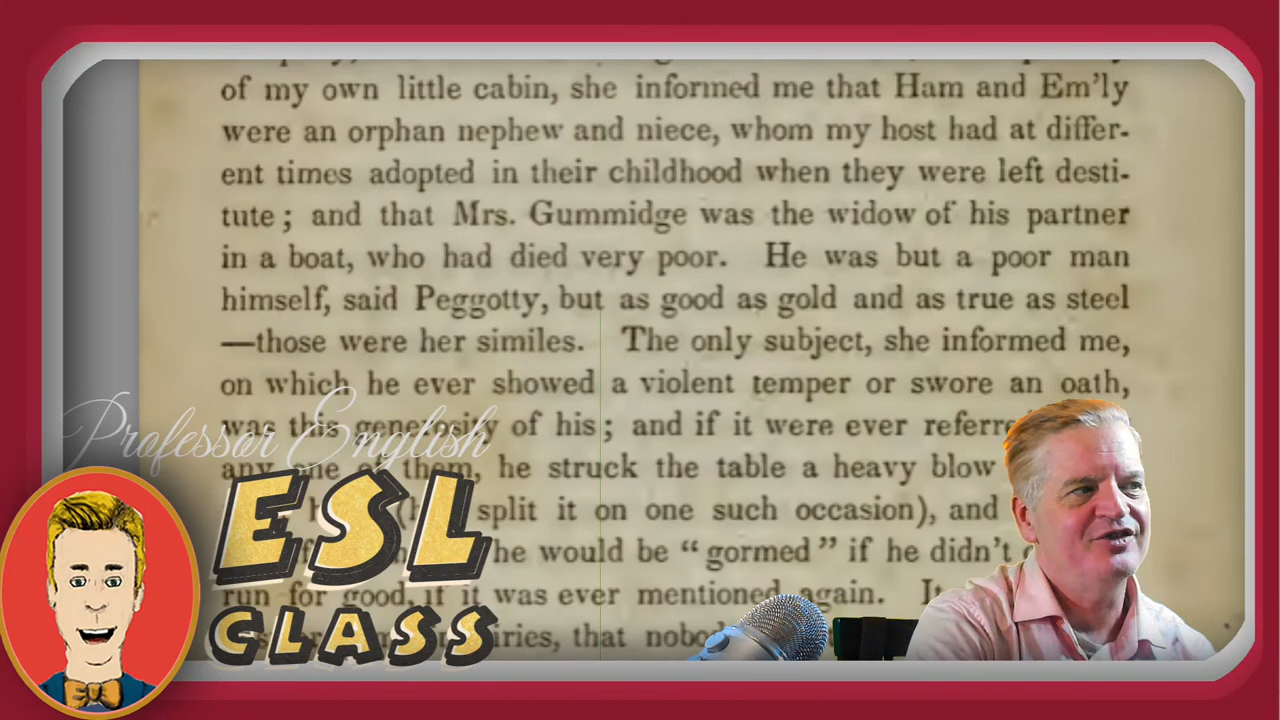 of my own little cabin, she informed me that Ham and Em'ly
were an orphan nephew and niece, whom my host had at differ-
ent times adopted in their childhood when they were left desti-
tute; and that Mrs. Gummidge was the widow of his partner
in a boat, who had died very poor. He was but a poor man
himself, said Peggotty, but as good as gold and as true as steel
—those were her similes. The only subject, she informed me,
on which he ever showed a violent temper or swore an oath,
was this generosity of his; and if it were ever
any one of them, he struck the table a heavy blow
split it on one such occasion), and
he would be “gormed” if he didn't
run for good, if it was ever mentioned again. It
that
Professor English
ESL
CLASS